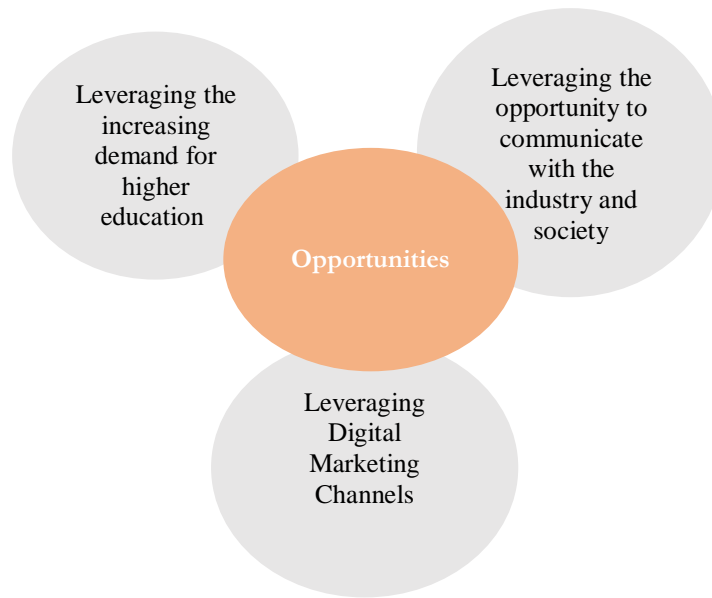 Leveraging the
increasing
demand for
higher
education
Leveraging the
opportunity to
communicate
with the
industry and
society
Opportunities
Leveraging
Digital
Marketing
Channels